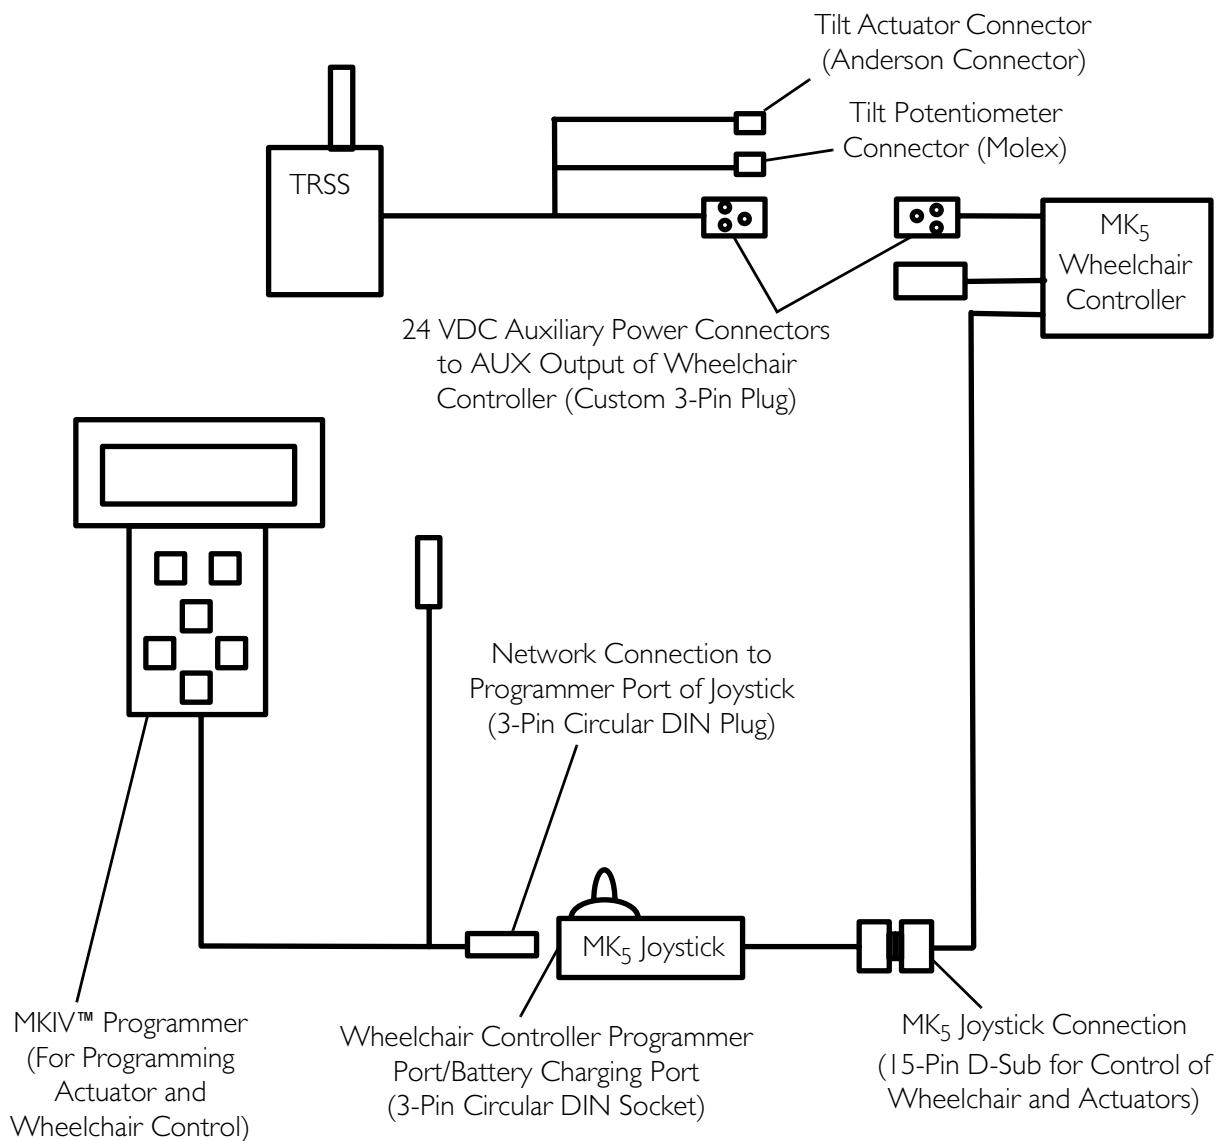 Tilt Actuator Connector
(Anderson Connector)
Tilt Potentiometer
Connector (Molex)
TRSS
MK5
Wheelchair
Controller
24 VDC Auxiliary Power Connectors
to AUX Output of Wheelchair
Controller (Custom 3-Pin Plug)
Network Connection to
Programmer Port of Joystick
(3-Pin Circular DIN Plug)
MK5 Joystick
MKIV™ Programmer
(For Programming
Actuator and
Wheelchair Control)
Wheelchair Controller Programmer
Port/Battery Charging Port
(3-Pin Circular DIN Socket)
MK5 Joystick Connection
(15-Pin D-Sub for Control of
Wheelchair and Actuators)